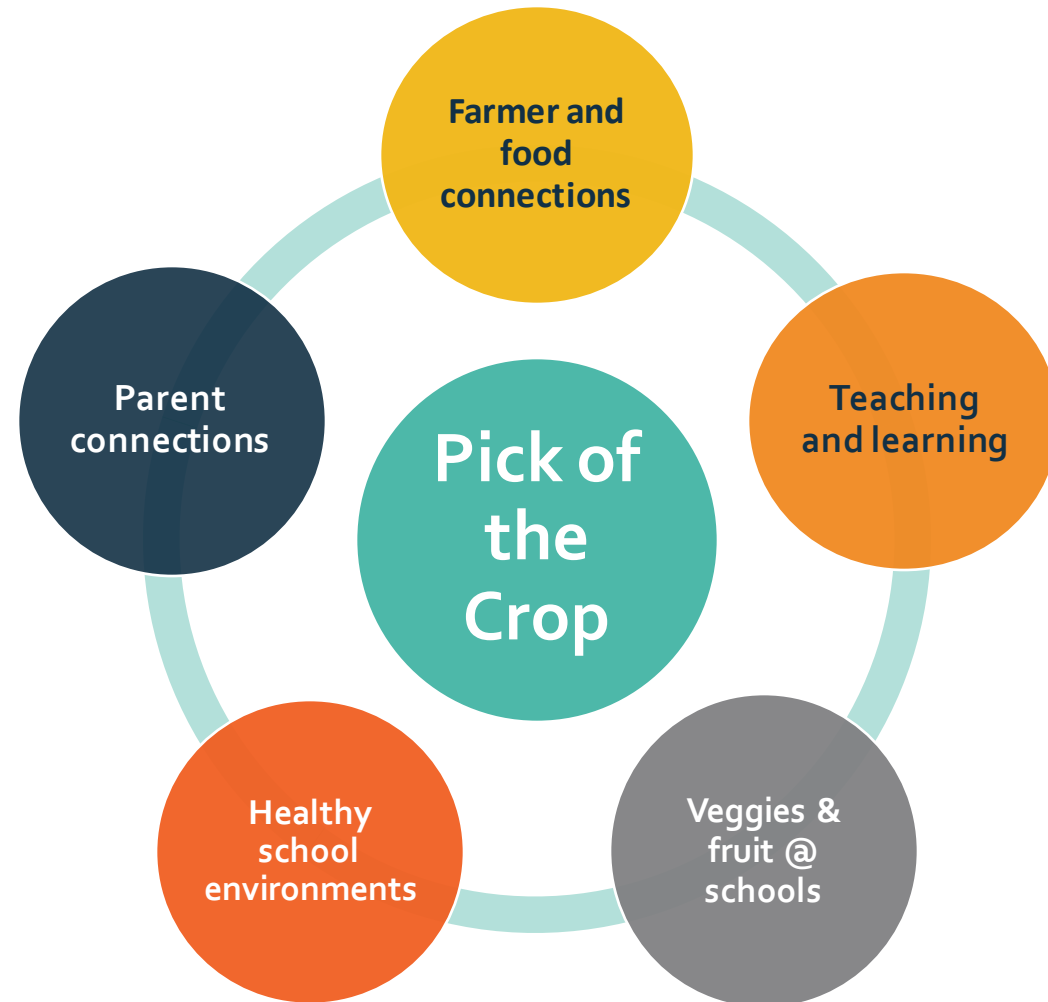 Farmer and
food
connections
Teaching
and learning
Veggies &
fruit @
schools
Healthy
school
environments
Parent
connections
Pick of
the
Crop